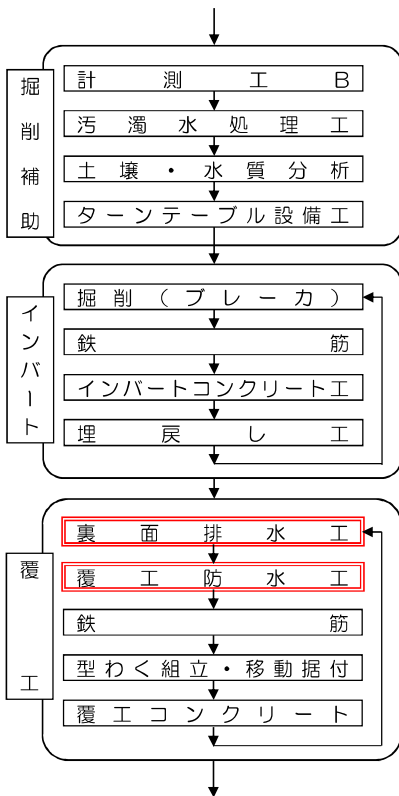 掘削補助
計測工B
汚濁水処理工
土壌・水質分析
ターンテーブル設備工
インバート
掘削(ブレーカ)
鉄筋
インバートコンクリート工
埋戻し工
覆工
裏面排水工
覆工防水工
鉄筋
型わく組立・移動据付
覆工コンクリート